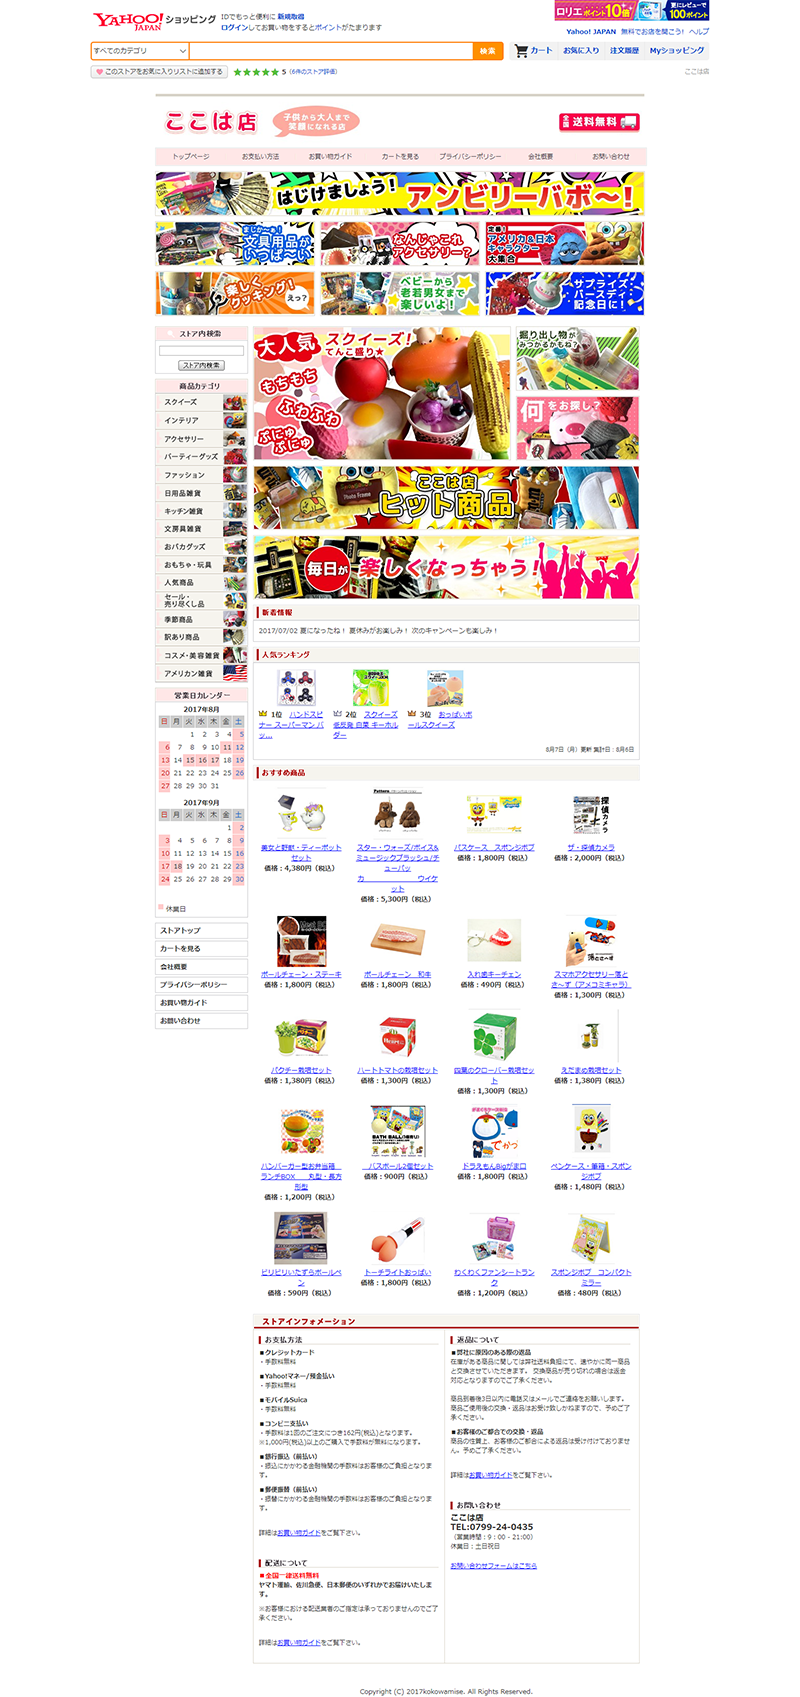 YAHOO! JAPAN ショッピング
IDでもっと便利に 新規取得
ログインしてお買い物をするとポイントがたまります
ロリエ ポイント10倍 更にレビューで 100ポイント
Yahoo! JAPAN 無料でお店を開こう! ヘルプ
すべてのカテゴリ 検索 カート お気に入り 注文履歴 Myショッピング
このストアをお気に入りリストに追加する ★★★★★ 5 (6件のストア評価) ここは店
ここは店 子供から大人まで 笑顔になれる店 全国 送料無料
トップページ お支払い方法 お買い物ガイド カートを見る プライバシーポリシー 会社概要 お問い合わせ
はじけましょう! アンビリーバボ〜!
まじか〜ぁ! 文具用品が いっぱ〜い
なんじゃこれ アクセサリー?
定番! アメリカ&日本 キャラクター 大集合
楽しく クッキング! えっ?
ベビーから 老若男女まで 楽しいよ!
サプライズ・ バースデイ 記念日に!
ストア内検索
ストア内検索
商品カテゴリ
スクイーズ
インテリア
アクセサリー
パーティーグッズ
ファッション
日用品雑貨
キッチン雑貨
文房具雑貨
おバカグッズ
おもちゃ・玩具
人気商品
セール・
売り尽くし品
季節商品
訳あり商品
コスメ・美容雑貨
アメリカン雑貨
営業日カレンダー
2017年8月
日 月 火 水 木 金 土
1 2 3 4 5
6 7 8 9 10 11 12
13 14 15 16 17 18 19
20 21 22 23 24 25 26
27 28 29 30 31
2017年9月
日 月 火 水 木 金 土
1 2
3 4 5 6 7 8 9
10 11 12 13 14 15 16
17 18 19 20 21 22 23
24 25 26 27 28 29 30
休業日
ストアトップ
カートを見る
会社概要
プライバシーポリシー
お買い物ガイド
お問い合わせ
大人気 スクイーズ!
てんこ盛り★
もちもち
ふわふわ
ぷにゅ
ぷにゅ
掘り出し物が
みつかるかもね?
何をお探し?
Photo Frame
ここは店
ヒット商品
毎日が 楽しくなっちゃう!
新着情報
2017/07/02 夏になったね! 夏休みがお楽しみ! 次のキャンペーンも楽しみ!
人気ランキング
1位 ハンドスピ
ナー スーパーマン バ
ッ...
2位 スクイーズ
低反発 白菜 キーホル
ダー
3位 おっぱいボ
ールスクイーズ
8月7日(月)更新 集計日:8月6日
おすすめ商品
美女と野獣・ティーポット
セット
価格:4,380円(税込)
スター・ウォーズ/ボイス&
ミュージックプラッシュ/チ
ューバッ
カ ウィケ
ット
価格:5,300円(税込)
パスケース スポンジボブ
価格:1,800円(税込)
探偵カメラ
ザ・探偵カメラ
価格:2,000円(税込)
ボールチェーン・ステーキ
価格:1,800円(税込)
ボールチェーン 和牛
価格:1,800円(税込)
入れ歯キーチェン
価格:490円(税込)
スマホアクセサリー落と
さ〜ず(アメコミキャラ)
価格:1,300円(税込)
パクチー栽培セット
価格:1,380円(税込)
Heart
ハートトマトの栽培セット
価格:1,300円(税込)
四葉のクローバー栽培セッ
ト
価格:1,300円(税込)
えだまめ栽培セット
価格:1,380円(税込)
ハンバーガー型お弁当箱
ランチBOX 丸型・長方
形型
価格:1,200円(税込)
バスボール2個セット
価格:900円(税込)
でかっ
ドラえもんBigがま口
価格:1,800円(税込)
ペンケース・筆箱・スポン
ジボブ
価格:1,480円(税込)
ビリビリいたずらボールペ
ン
価格:590円(税込)
トーチライトおっぱい
価格:1,800円(税込)
わくわくファンシートラン
ク
価格:1,200円(税込)
スポンジボブ コンパクト
ミラー
価格:480円(税込)
ストアインフォメーション
お支払方法
■クレジットカード
・手数料無料
■Yahoo!マネー/預金払い
・手数料無料
■モバイルSuica
・手数料無料
■コンビニ支払い
・手数料は1回のご注文につき162円(税込)となります。
※1,000円(税込)以上のご購入で手数料が無料になります。
■銀行振込(前払い)
・振込にかかわる金融機関の手数料はお客様のご負担となりま
す。
■郵便振替(前払い)
・振替にかかわる金融機関の手数料はお客様のご負担となりま
す。
詳細はお買い物ガイドをご覧下さい。
配送について
■全国一律送料無料
ヤマト運輸、佐川急便、日本郵便のいずれかでお届けいたしま
す。
※お客様における配送業者のご指定は承っておりませんのでご了
承ください。
詳細はお買い物ガイドをご覧下さい。
返品について
■弊社に原因のある際の返品
在庫がある商品に関しては弊社送料負担にて、速やかに同一商品
と交換させていただきます。 交換商品が売り切れの場合は返金
対応となりますのでご了承ください。
商品到着後3日以内に電話又はメールでご連絡をお願いします。
商品ご使用後の交換・返品はお受け致しかねますので、予めご了
承ください。
■お客様のご都合での交換・返品
商品の性質上、お客様のご都合による返品は受け付けておりませ
ん。予めご了承ください。
詳細はお買い物ガイドをご覧下さい。
お問い合わせ
ここは店
TEL:0799-24-0435
(営業時間:9:00 - 21:00)
休業日:土日祝日
お問い合わせフォームはこちら
Copyright (C) 2017kokowamise. All Rights Reserved.